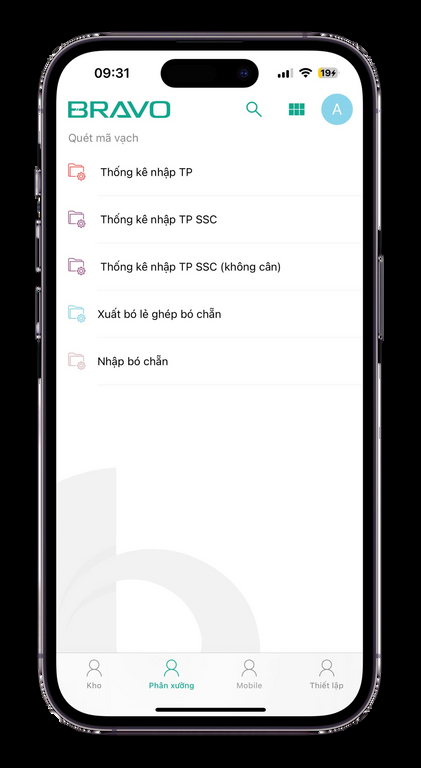 09:31
19
BRAVO
A
Quét mã vạch
Thống kê nhập TP
Thống kê nhập TP SSC
Thống kê nhập TP SSC (không cân)
Xuất bó lẻ ghép bó chẵn
Nhập bó chẵn
Kho
Phân xưởng
Mobile
Thiết lập